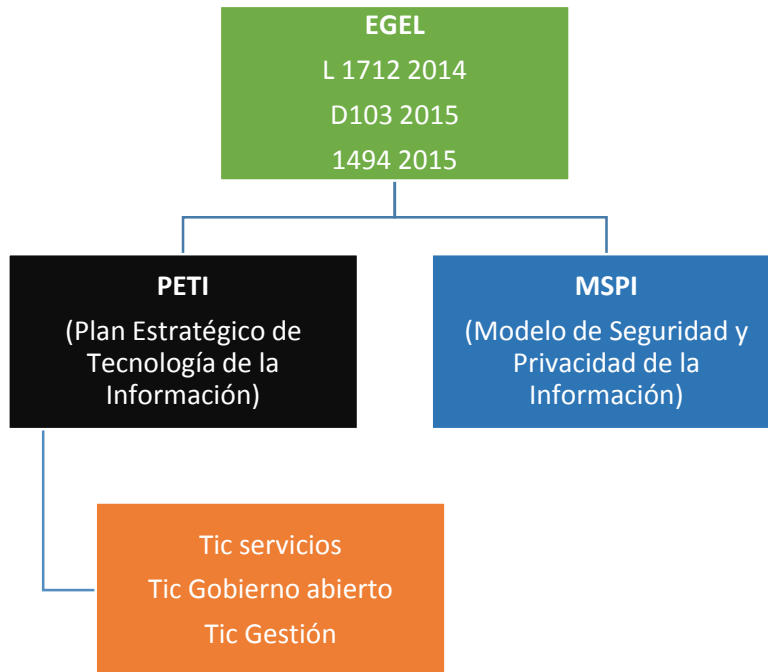 EGEL
L 1712 2014
D103 2015
1494 2015
PETI
(Plan Estratégico de
Tecnología de la
Información)
MSPI
(Modelo de Seguridad y
Privacidad de la
Información)
Tic servicios
Tic Gobierno abierto
Tic Gestión